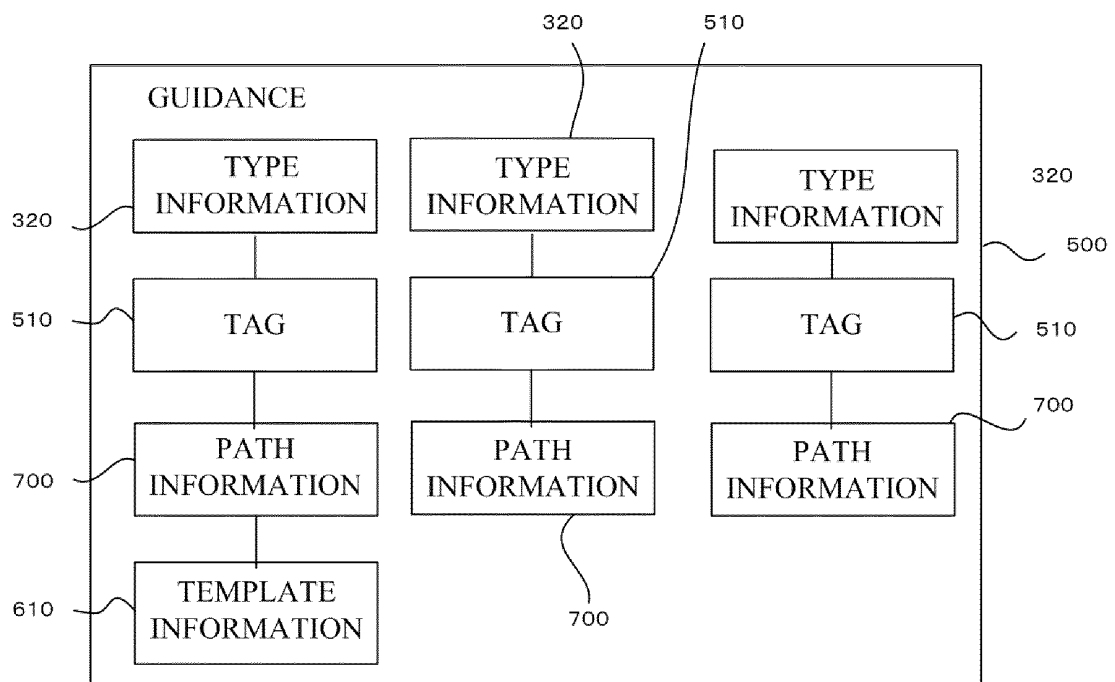 320
510
GUIDANCE
TYPE
INFORMATION
TYPE
INFORMATION
TYPE
INFORMATION
320
320
500
TAG
TAG
TAG
510
510
PATH
INFORMATION
PATH
INFORMATION
PATH
INFORMATION
700
700
700
TEMPLATE
INFORMATION
610